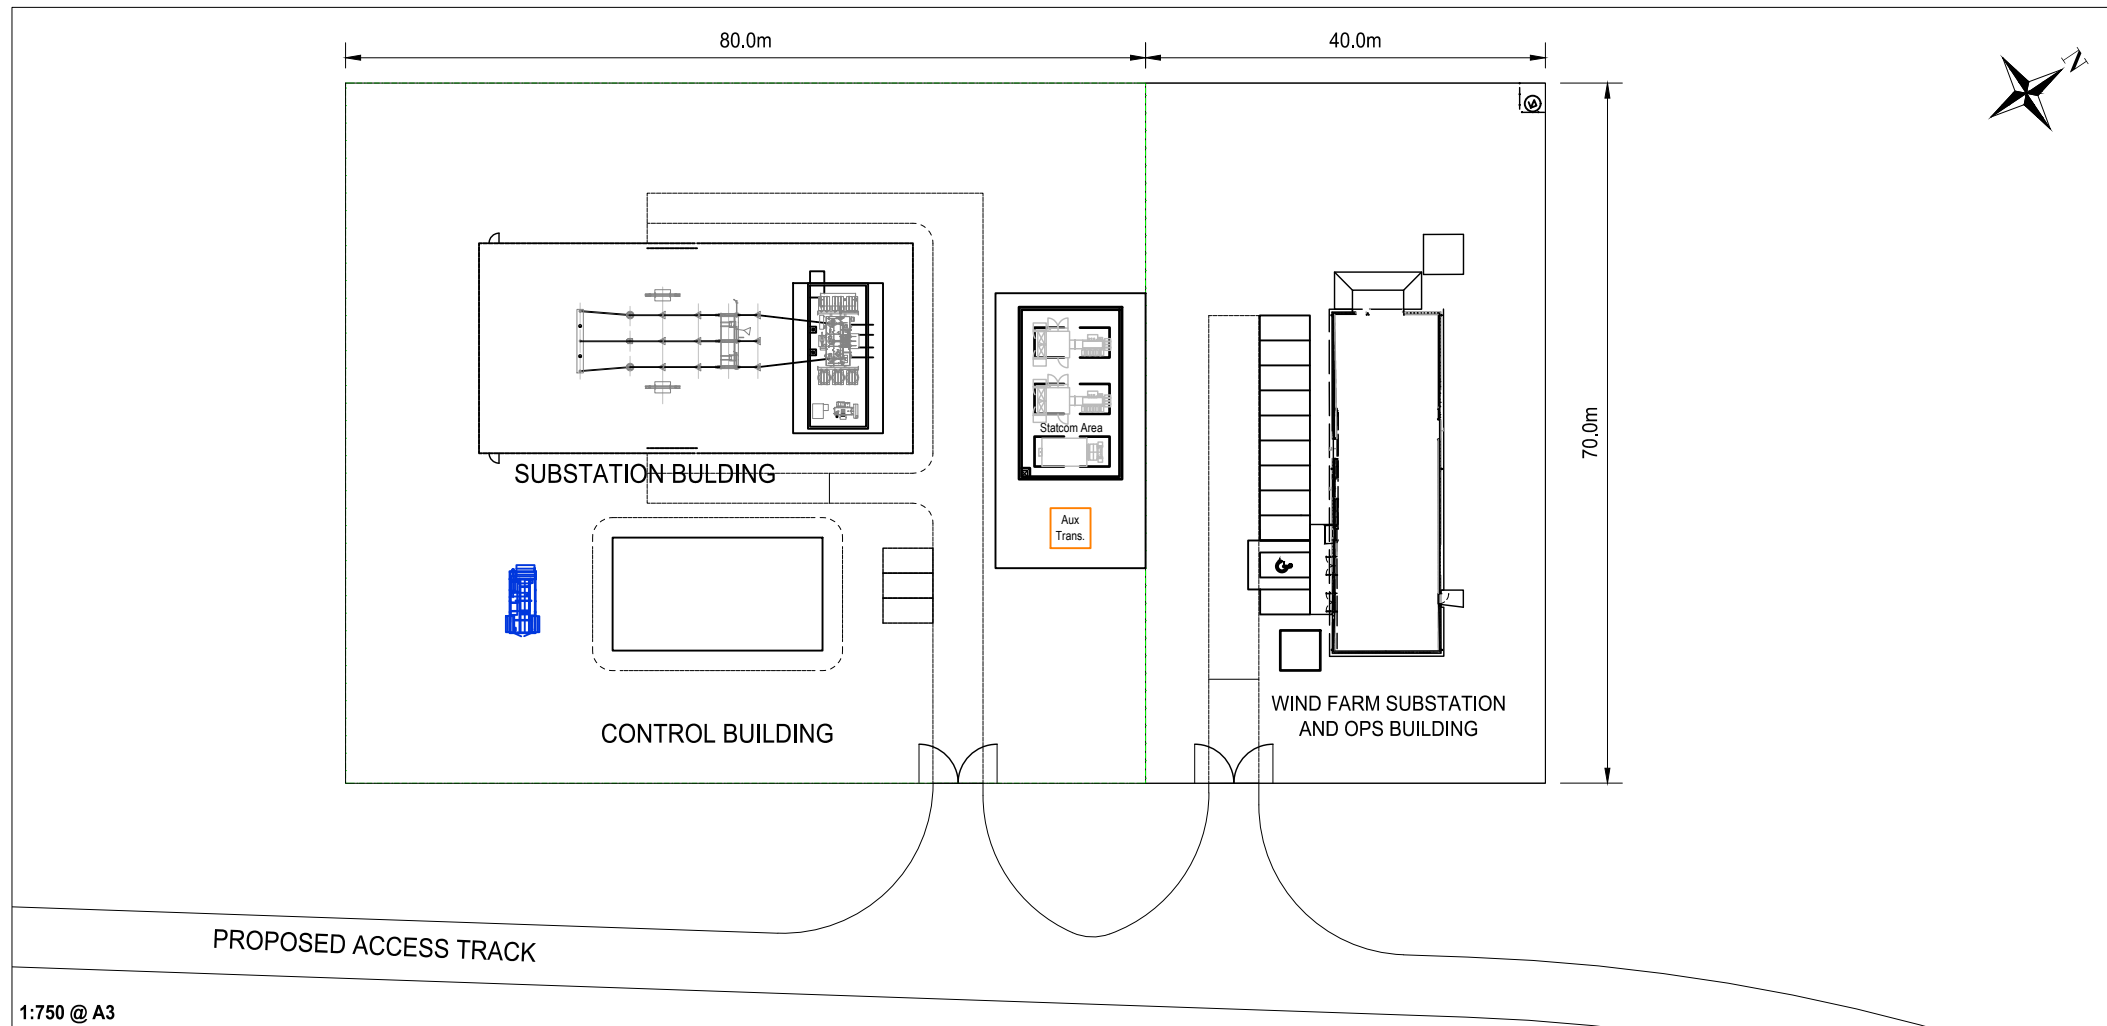 80.0m
40.0m
N
70.0m
SUBSTATION BULDING
Statcom Area
Aux
Trans.
CONTROL BUILDING
WIND FARM SUBSTATION
AND OPS BUILDING
PROPOSED ACCESS TRACK
1:750 @ A3